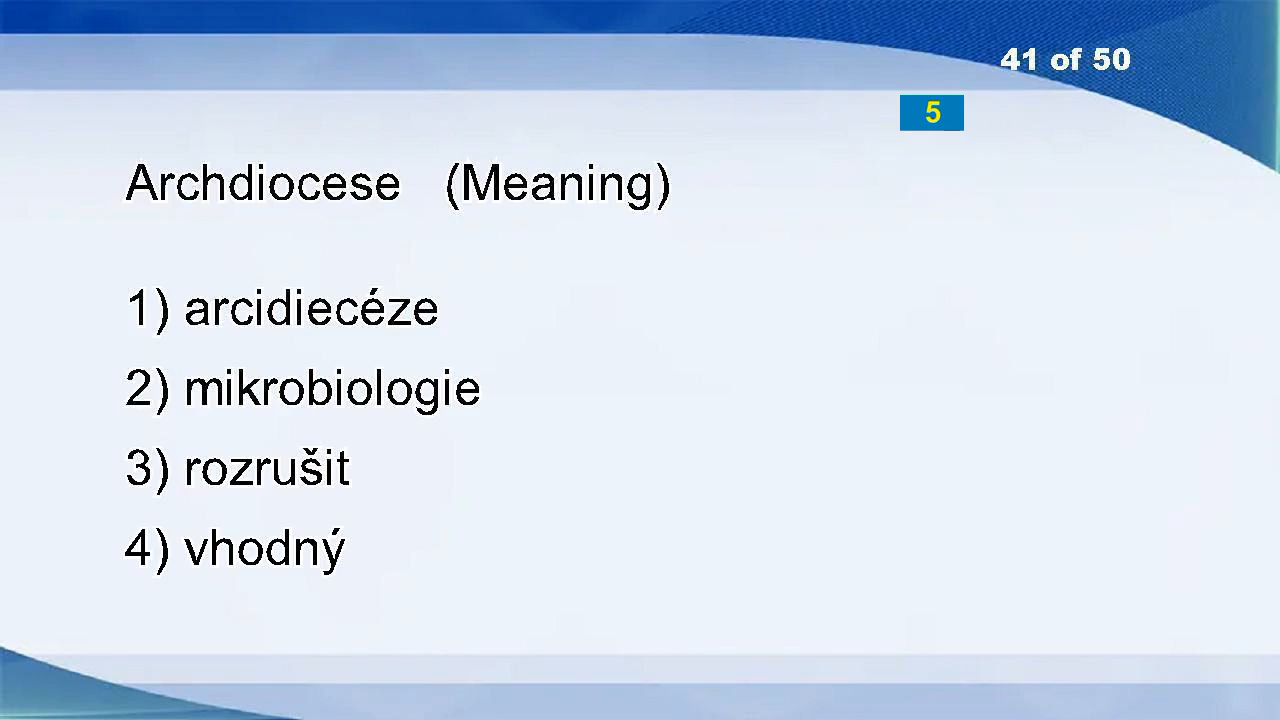 41 of 50
5
Archdiocese (Meaning)
1) arcidiecéze
2) mikrobiologie
3) rozrušit
4) vhodný